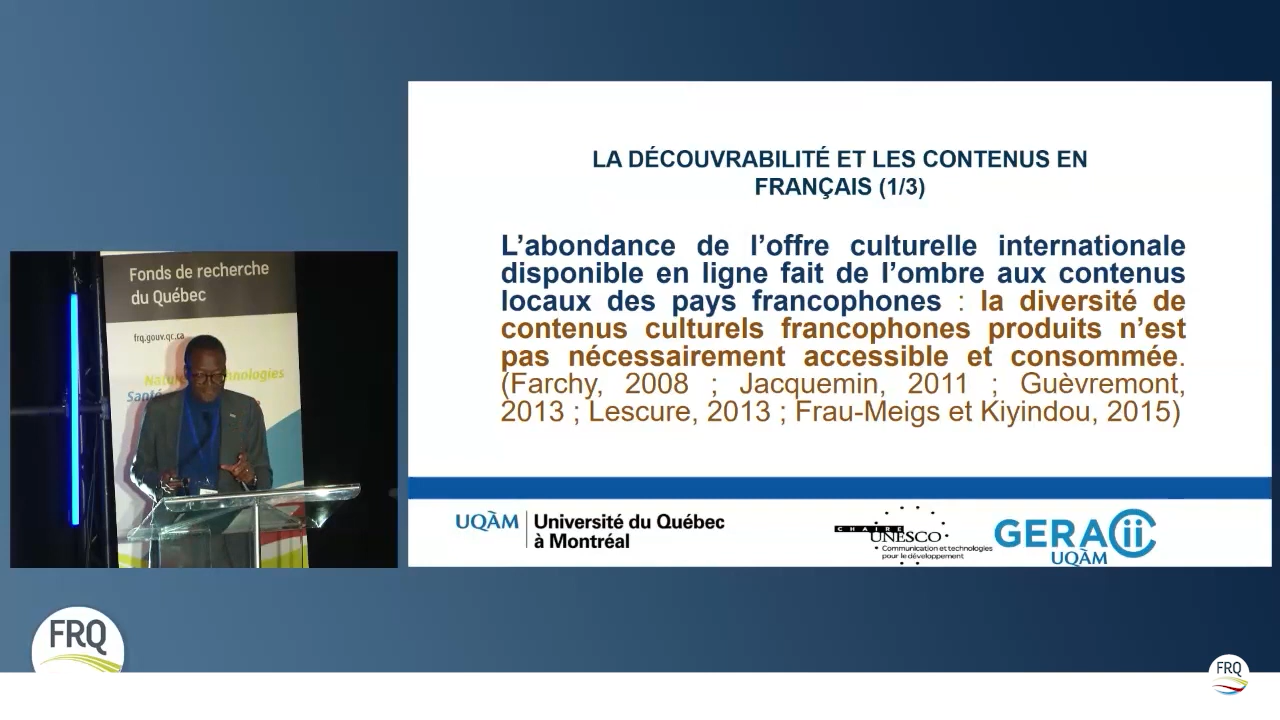 LA DÉCOUVRABILITÉ ET LES CONTENUS EN
FRANÇAIS (1/3)
L’abondance de l’offre culturelle internationale
disponible en ligne fait de l’ombre aux contenus
locaux des pays francophones : la diversité de
contenus culturels francophones produits n’est
pas nécessairement accessible et consommée.
(Farchy, 2008 ; Jacquemin, 2011 ; Guèvremont,
2013 ; Lescure, 2013 ; Frau-Meigs et Kiyindou, 2015)
UQÀM
Université du Québec
à Montréal
CHAIRE
UNESCO
Communication et technologies
pour le développement
GERACii
UQÀM
Fonds de recherche
du Québec
frq.gouv.qc.ca
FRQ
FRQ